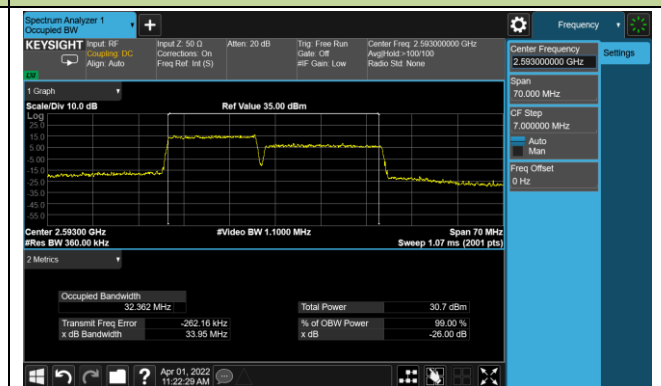 Spectrum Analyzer 1
Occupied BW
+
Frequency
KEYSIGHT
Input: RF
Coupling: DC
Align: Auto
Input Z: 50 Ω
Corrections: On
Freq Ref: Int (S)
Atten: 20 dB
Trig: Free Run
Gate: Off
#IF Gain: Low
Center Freq: 2.593000000 GHz
Avg|Hold:>100/100
Radio Std: None
Center Frequency
2.593000000 GHz
Settings
Span
70.000 MHz
CF Step
7.000000 MHz
Auto
Man
Freq Offset
0 Hz
1 Graph
Scale/Div 10.0 dB
Ref Value 35.00 dBm
Log
25.0
15.0
5.00
-5.00
-15.0
-25.0
-35.0
-45.0
-55.0
Center 2.59300 GHz
#Video BW 1.1000 MHz
Span 70 MHz
#Res BW 360.00 kHz
Sweep 1.07 ms (2001 pts)
2 Metrics
Occupied Bandwidth
32.362 MHz
Total Power 30.7 dBm
Transmit Freq Error -262.16 kHz
% of OBW Power 99.00 %
x dB Bandwidth 33.95 MHz
x dB -26.00 dB
?
Apr 01, 2022
11:22:29 AM